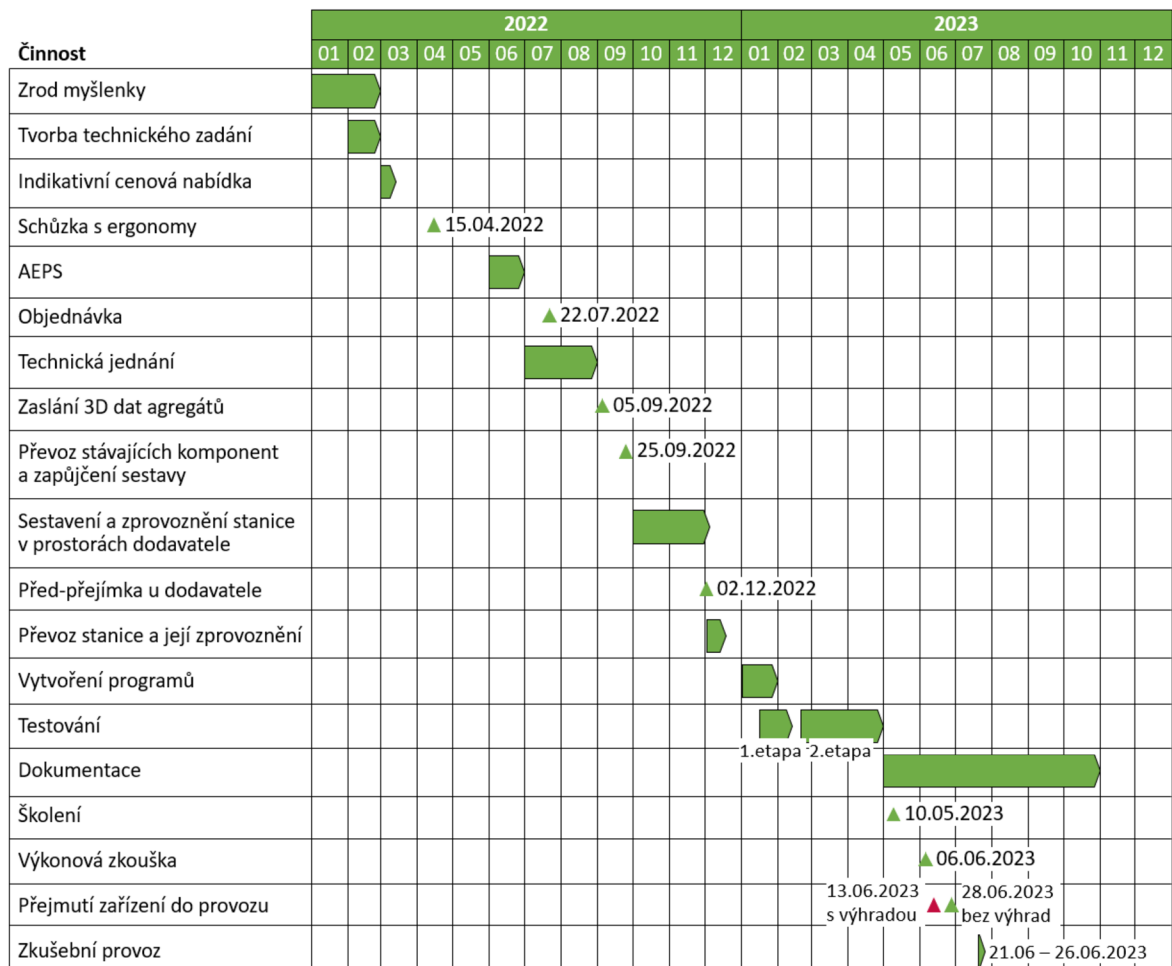 2022 2023
Činnost 01 02 03 04 05 06 07 08 09 10 11 12 01 02 03 04 05 06 07 08 09 10 11 12
Zrod myšlenky
Tvorba technického zadání
Indikativní cenová nabídka
Schůzka s ergonomy 15.04.2022
AEPS
Objednávka 22.07.2022
Technická jednání
Zaslání 3D dat agregátů 05.09.2022
Převoz stávajících komponent 25.09.2022
a zapůjčení sestavy
Sestavení a zprovoznění stanice
v prostorách dodavatele
Před-přejímka u dodavatele 02.12.2022
Převoz stanice a její zprovoznění
Vytvoření programů
Testování
1.etapa 2.etapa
Dokumentace
Školení 10.05.2023
Výkonová zkouška 06.06.2023
Přejmutí zařízení do provozu 13.06.2023 28.06.2023
s výhradou bez výhrad
Zkušební provoz 21.06 – 26.06.2023